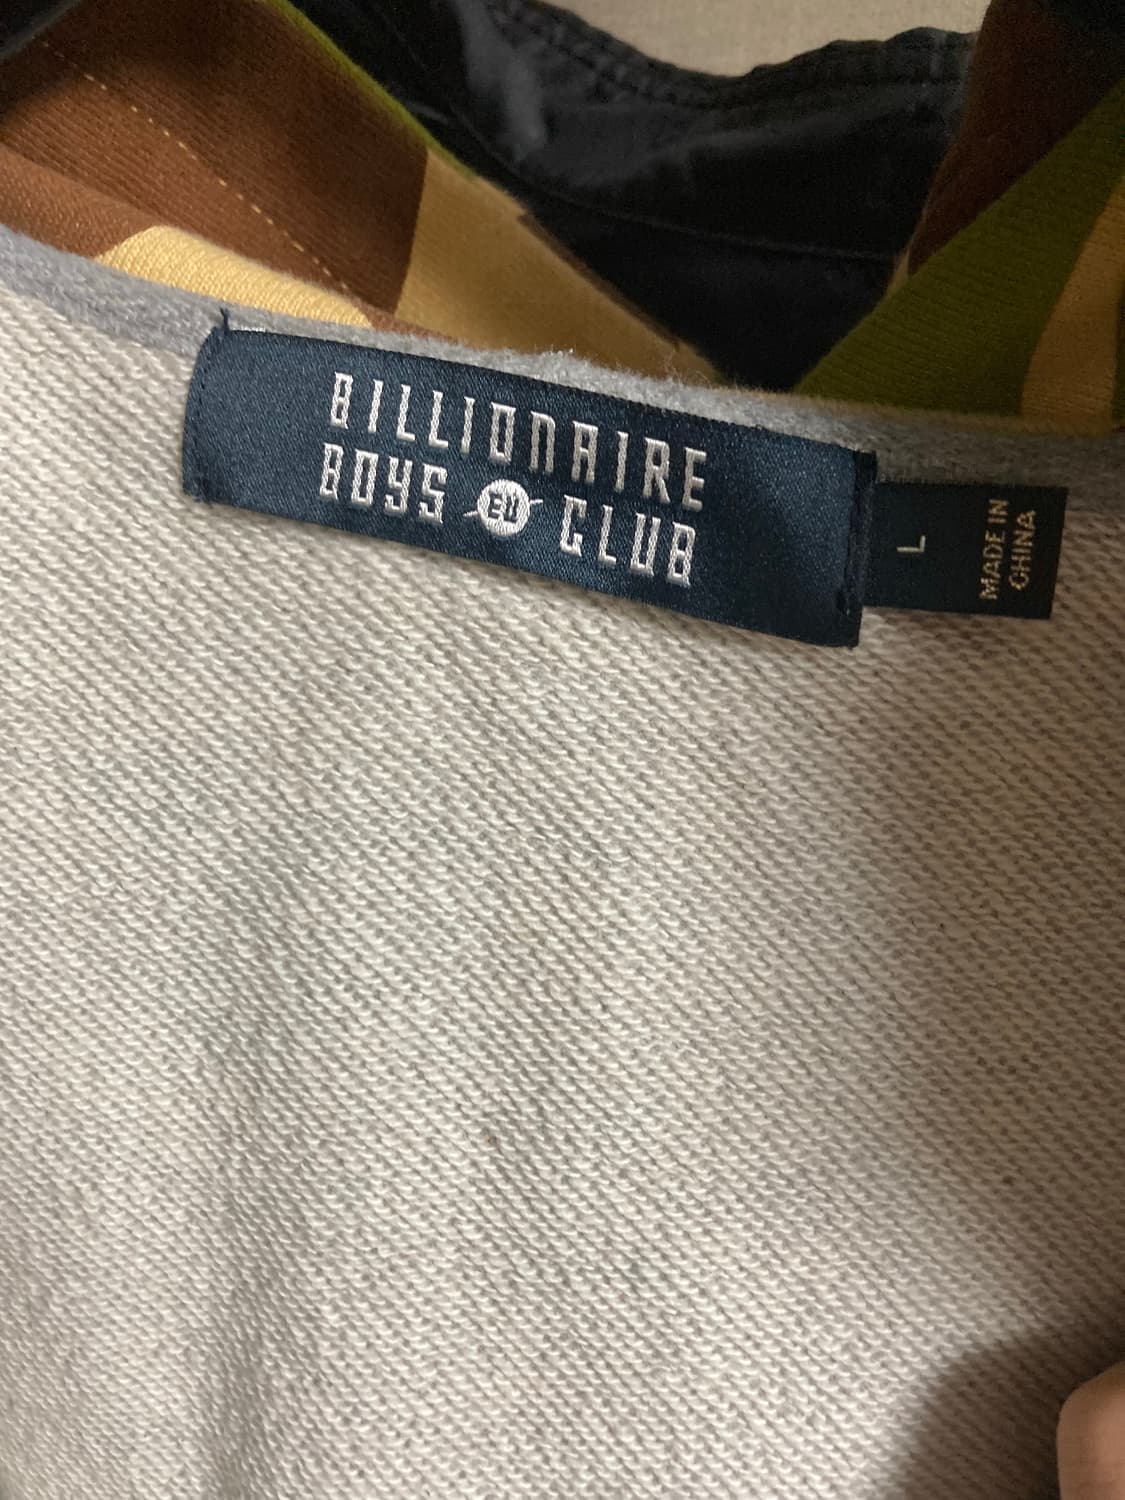 BILLIONAIRE
BOYS EU CLUB
L
MADE IN
CHINA